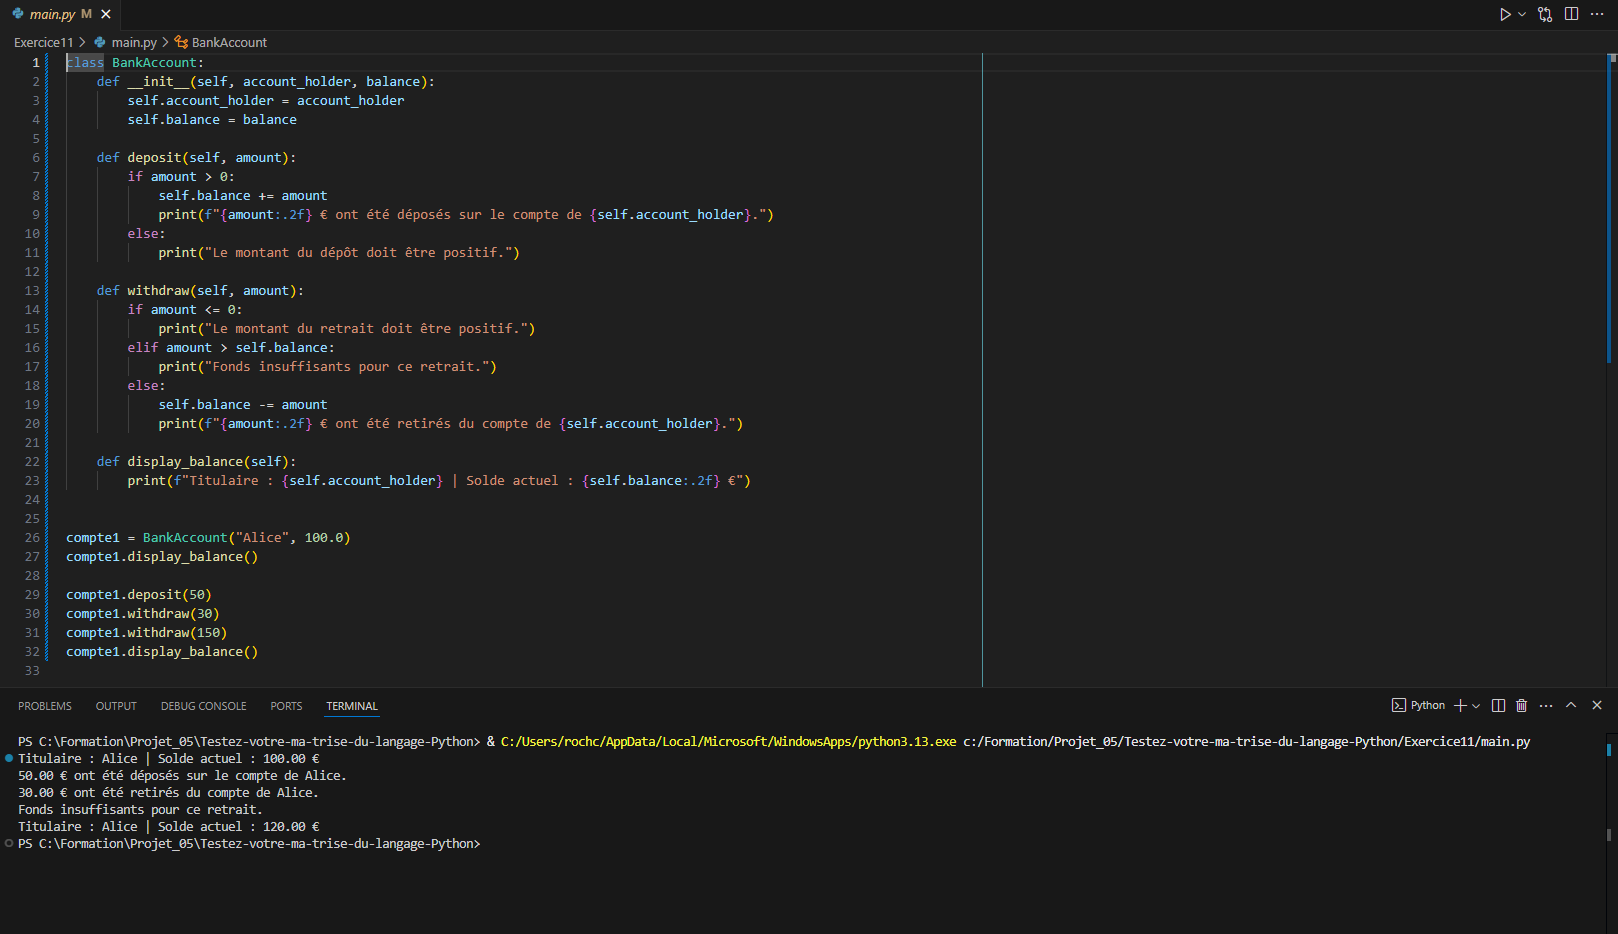 main.py M
Exercice11 > main.py > BankAccount
1 class BankAccount:
2     def __init__(self, account_holder, balance):
3         self.account_holder = account_holder
4         self.balance = balance
5
6     def deposit(self, amount):
7         if amount > 0:
8             self.balance += amount
9             print(f"{amount:.2f} € ont été déposés sur le compte de {self.account_holder}.")
10         else:
11             print("Le montant du dépôt doit être positif.")
12
13     def withdraw(self, amount):
14         if amount <= 0:
15             print("Le montant du retrait doit être positif.")
16         elif amount > self.balance:
17             print("Fonds insuffisants pour ce retrait.")
18         else:
19             self.balance -= amount
20             print(f"{amount:.2f} € ont été retirés du compte de {self.account_holder}.")
21
22     def display_balance(self):
23         print(f"Titulaire : {self.account_holder} | Solde actuel : {self.balance:.2f} €")
24
25
26 compte1 = BankAccount("Alice", 100.0)
27 compte1.display_balance()
28
29 compte1.deposit(50)
30 compte1.withdraw(30)
31 compte1.withdraw(150)
32 compte1.display_balance()
33
PROBLEMS OUTPUT DEBUG CONSOLE PORTS TERMINAL Python
PS C:\Formation\Projet_05\Testez-votre-ma-trise-du-langage-Python> & C:/Users/rochc/AppData/Local/Microsoft/WindowsApps/python3.13.exe c:/Formation/Projet_05/Testez-votre-ma-trise-du-langage-Python/Exercice11/main.py
Titulaire : Alice | Solde actuel : 100.00 €
50.00 € ont été déposés sur le compte de Alice.
30.00 € ont été retirés du compte de Alice.
Fonds insuffisants pour ce retrait.
Titulaire : Alice | Solde actuel : 120.00 €
PS C:\Formation\Projet_05\Testez-votre-ma-trise-du-langage-Python>